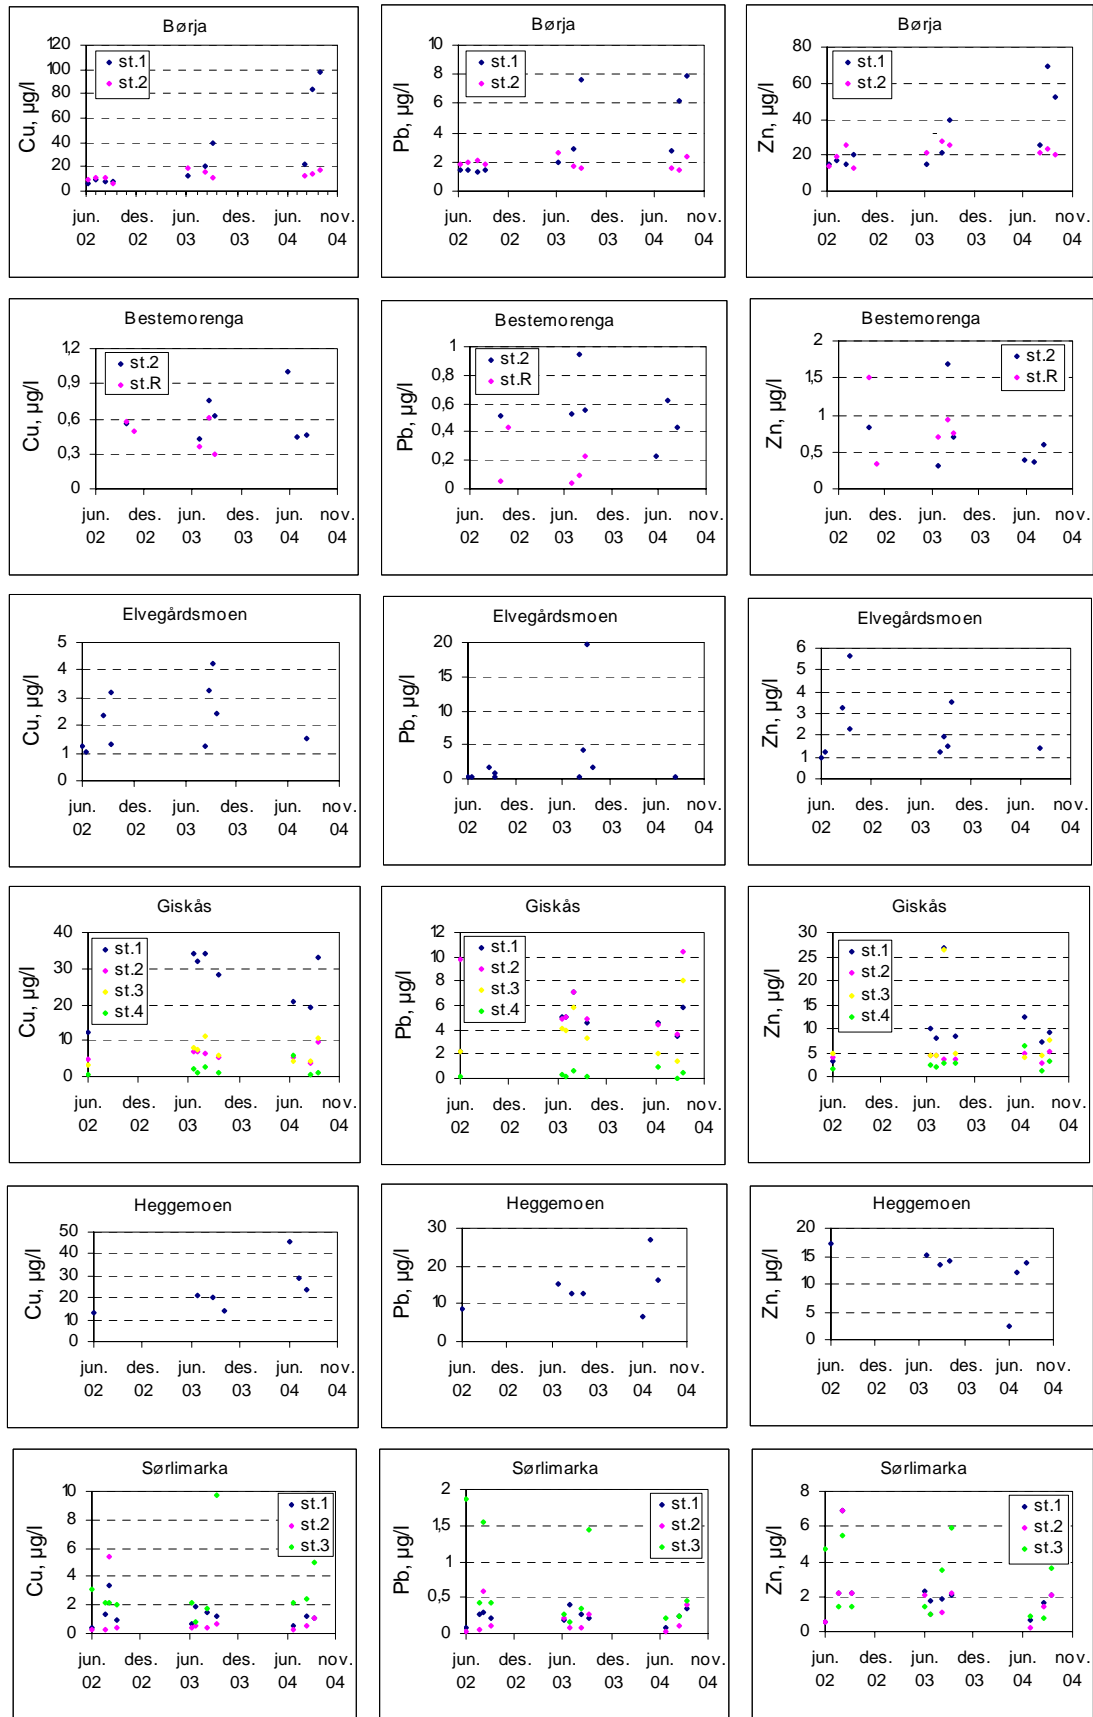 Børja
Cu, µg/l
120
100
80
60
40
20
0
st.1
st.2
jun. des. jun. des. jun. nov.
02 02 03 03 04 04
Børja
Pb, µg/l
10
8
6
4
2
0
st.1
st.2
jun. des. jun. des. jun. nov.
02 02 03 03 04 04
Børja
Zn, µg/l
80
60
40
20
0
st.1
st.2
jun. des. jun. des. jun. nov.
02 02 03 03 04 04
Bestemorenga
Cu, µg/l
1,2
0,9
0,6
0,3
0
st.2
st.R
jun. des. jun. des. jun. nov.
02 02 03 03 04 04
Bestemorenga
Pb, µg/l
1
0,8
0,6
0,4
0,2
0
st.2
st.R
jun. des. jun. des. jun. nov.
02 02 03 03 04 04
Bestemorenga
Zn, µg/l
2
1,5
1
0,5
0
st.2
st.R
jun. des. jun. des. jun. nov.
02 02 03 03 04 04
Elvegårdsmoen
Cu, µg/l
5
4
3
2
1
0
jun. des. jun. des. jun. nov.
02 02 03 03 04 04
Elvegårdsmoen
Pb, µg/l
20
15
10
5
0
jun. des. jun. des. jun. nov.
02 02 03 03 04 04
Elvegårdsmoen
Zn, µg/l
6
5
4
3
2
1
0
jun. des. jun. des. jun. nov.
02 02 03 03 04 04
Giskås
Cu, µg/l
40
30
20
10
0
st.1
st.2
st.3
st.4
jun. des. jun. des. jun. nov.
02 02 03 03 04 04
Giskås
Pb, µg/l
12
10
8
6
4
2
0
st.1
st.2
st.3
st.4
jun. des. jun. des. jun. nov.
02 02 03 03 04 04
Giskås
Zn, µg/l
30
25
20
15
10
5
0
st.1
st.2
st.3
st.4
jun. des. jun. des. jun. nov.
02 02 03 03 04 04
Heggemoen
Cu, µg/l
50
40
30
20
10
0
jun. des. jun. des. jun. nov.
02 02 03 03 04 04
Heggemoen
Pb, µg/l
30
20
10
0
jun. des. jun. des. jun. nov.
02 02 03 03 04 04
Heggemoen
Zn, µg/l
20
15
10
5
0
jun. des. jun. des. jun. nov.
02 02 03 03 04 04
Sørlimarka
Cu, µg/l
10
8
6
4
2
0
st.1
st.2
st.3
jun. des. jun. des. jun. nov.
02 02 03 03 04 04
Sørlimarka
Pb, µg/l
2
1,5
1
0,5
0
st.1
st.2
st.3
jun. des. jun. des. jun. nov.
02 02 03 03 04 04
Sørlimarka
Zn, µg/l
8
6
4
2
0
st.1
st.2
st.3
jun. des. jun. des. jun. nov.
02 02 03 03 04 04